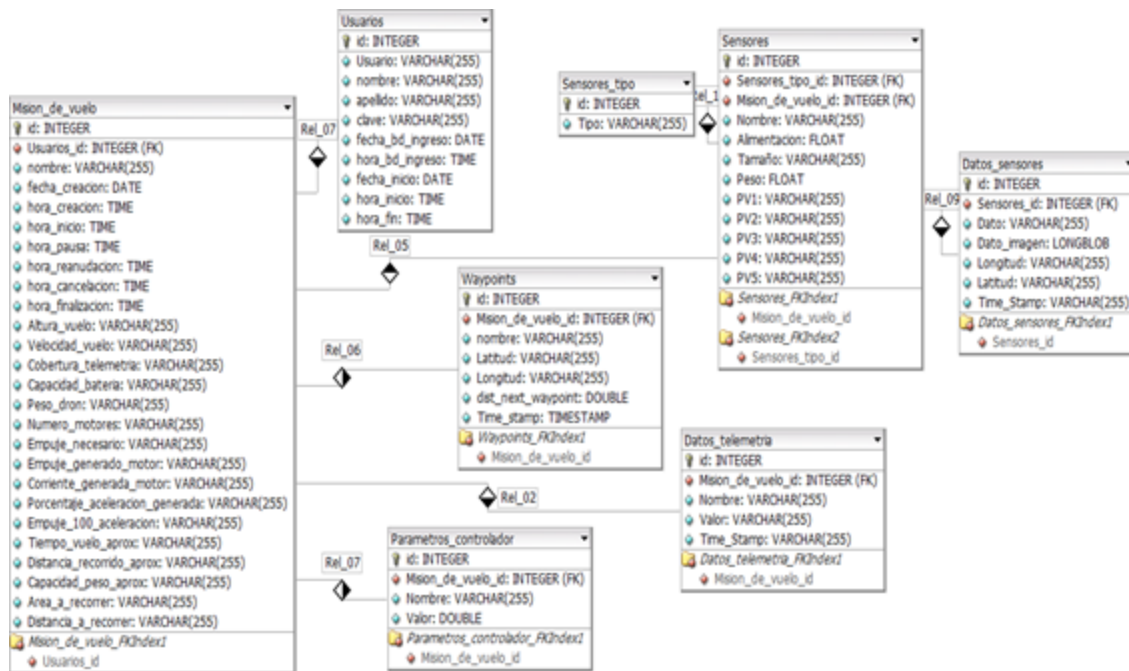 Usuarios
id: INTEGER
Usuario: VARCHAR(255)
nombre: VARCHAR(255)
apellido: VARCHAR(255)
clave: VARCHAR(255)
fecha_bd_ingreso: DATE
hora_bd_ingreso: TIME
fecha_inicio: DATE
hora_inicio: TIME
hora_fin: TIME
Sensores
id: INTEGER
Sensores_tipo_id: INTEGER (FK)
Mision_de_vuelo_id: INTEGER (FK)
Nombre: VARCHAR(255)
Alimentacion: FLOAT
Tamaño: VARCHAR(255)
Peso: FLOAT
PV1: VARCHAR(255)
PV2: VARCHAR(255)
PV3: VARCHAR(255)
PV4: VARCHAR(255)
PV5: VARCHAR(255)
Sensores_FKIndex1
Mision_de_vuelo_id
Sensores_FKIndex2
Sensores_tipo_id
Sensores_tipo
id: INTEGER
Tipo: VARCHAR(255)
Mision_de_vuelo
id: INTEGER
Usuarios_id: INTEGER (FK)
nombre: VARCHAR(255)
fecha_creacion: DATE
hora_creacion: TIME
hora_inicio: TIME
hora_pausa: TIME
hora_reanudacion: TIME
hora_cancelacion: TIME
hora_finalizacion: TIME
Altura_vuelo: VARCHAR(255)
Velocidad_vuelo: VARCHAR(255)
Cobertura_telemetria: VARCHAR(255)
Capacidad_bateria: VARCHAR(255)
Peso_dron: VARCHAR(255)
Numero_motores: VARCHAR(255)
Empuje_necesario: VARCHAR(255)
Empuje_generado_motor: VARCHAR(255)
Corriente_generada_motor: VARCHAR(255)
Porcentaje_aceleracion_generada: VARCHAR(255)
Empuje_100_aceleracion: VARCHAR(255)
Tiempo_vuelo_aprox: VARCHAR(255)
Distancia_recorrido_aprox: VARCHAR(255)
Capacidad_peso_aprox: VARCHAR(255)
Area_a_recorrer: VARCHAR(255)
Distancia_a_recorrer: VARCHAR(255)
Mision_de_vuelo_FKIndex1
Usuarios_id
Rel_07
Rel_05
Rel_06
Rel_02
Rel_07
Rel_1
Rel_09
Datos_sensores
id: INTEGER
Sensores_id: INTEGER (FK)
Dato: VARCHAR(255)
Dato_imagen: LONGBLOB
Longitud: VARCHAR(255)
Latitud: VARCHAR(255)
Time_Stamp: VARCHAR(255)
Datos_sensores_FKIndex1
Sensores_id
Waypoints
id: INTEGER
Mision_de_vuelo_id: INTEGER (FK)
nombre: VARCHAR(255)
Latitud: VARCHAR(255)
Longitud: VARCHAR(255)
dist_next_waypoint: DOUBLE
Time_stamp: TIMESTAMP
Waypoints_FKIndex1
Mision_de_vuelo_id
Datos_telemetria
id: INTEGER
Mision_de_vuelo_id: INTEGER (FK)
Nombre: VARCHAR(255)
Valor: VARCHAR(255)
Time_Stamp: VARCHAR(255)
Datos_telemetria_FKIndex1
Mision_de_vuelo_id
Parametros_controlador
id: INTEGER
Mision_de_vuelo_id: INTEGER (FK)
Nombre: VARCHAR(255)
Valor: DOUBLE
Parametros_controlador_FKIndex1
Mision_de_vuelo_id